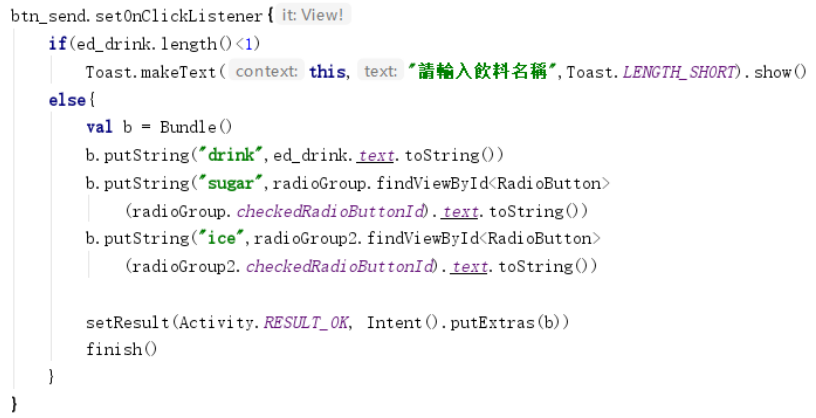 btn_send.setOnClickListener{ it: View!
if(ed_drink.length()<1)
Toast.makeText( context: this, text: "請輸入飲料名稱",Toast.LENGTH_SHORT).show()
else{
val b = Bundle()
b.putString("drink",ed_drink.text.toString())
b.putString("sugar",radioGroup.findViewById<RadioButton>
(radioGroup.checkedRadioButtonId).text.toString())
b.putString("ice",radioGroup2.findViewById<RadioButton>
(radioGroup2.checkedRadioButtonId).text.toString())
setResult(Activity.RESULT_OK, Intent().putExtras(b))
finish()
}
}